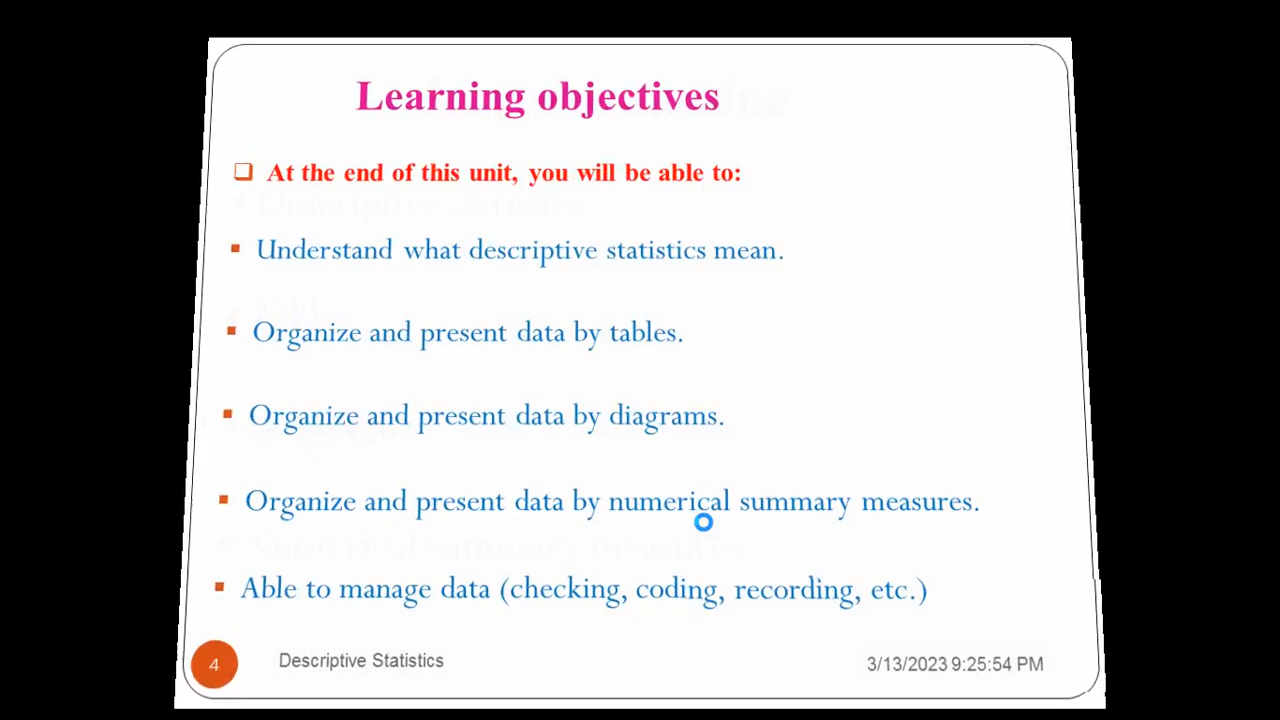 Learning objectives
At the end of this unit, you will be able to:
Understand what descriptive statistics mean.
Organize and present data by tables.
Organize and present data by diagrams.
Organize and present data by numerical summary measures.
Able to manage data (checking, coding, recording, etc.)
4
Descriptive Statistics
3/13/2023 9:25:54 PM